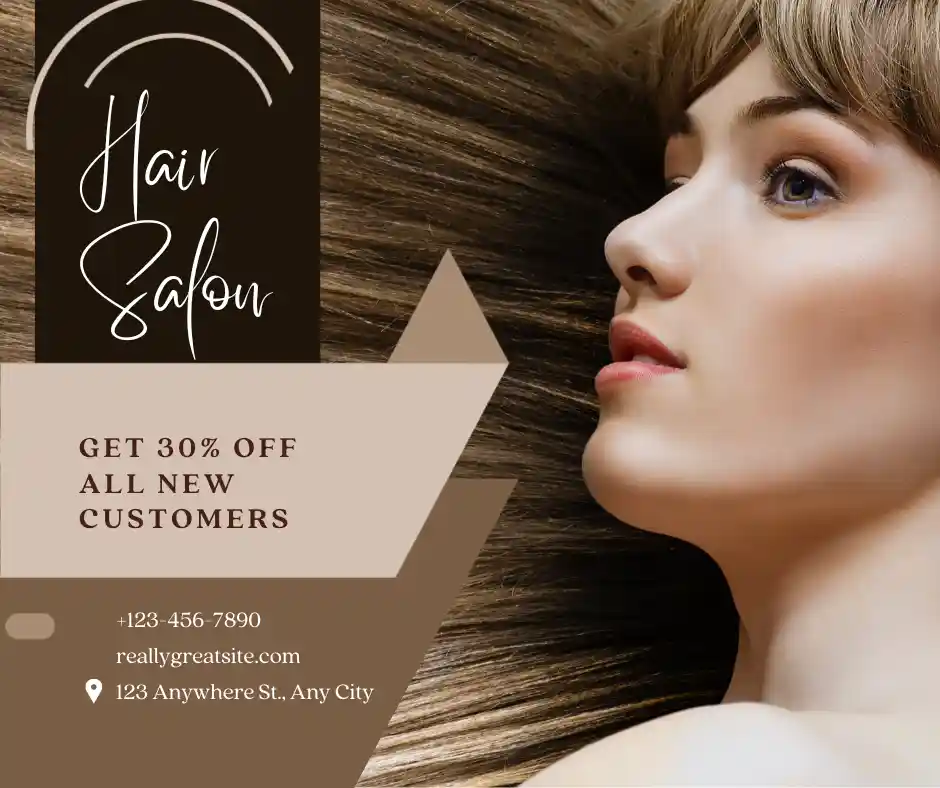 Hair
Salon
GET 30% OFF
ALL NEW
CUSTOMERS
+123-456-7890
reallygreatsite.com
123 Anywhere St., Any City